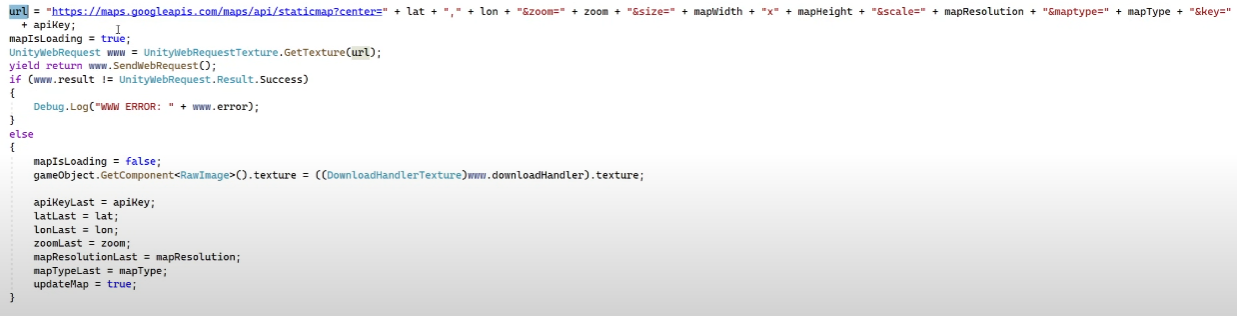 url = "https://maps.googleapis.com/maps/api/staticmap?center=" + lat + "," + lon + "&zoom=" + zoom + "&size=" + mapWidth + "x" + mapHeight + "&scale=" + mapResolution + "&maptype=" + mapType + "&key="
+ apiKey;
mapIsLoading = true;
UnityWebRequest www = UnityWebRequestTexture.GetTexture(url);
yield return www.SendWebRequest();
if (www.result != UnityWebRequest.Result.Success)
{
Debug.Log("WWW ERROR: " + www.error);
}
else
{
mapIsLoading = false;
gameObject.GetComponent<RawImage>().texture = ((DownloadHandlerTexture)www.downloadHandler).texture;
apiKeyLast = apiKey;
latLast = lat;
lonLast = lon;
zoomLast = zoom;
mapResolutionLast = mapResolution;
mapTypeLast = mapType;
updateMap = true;
}